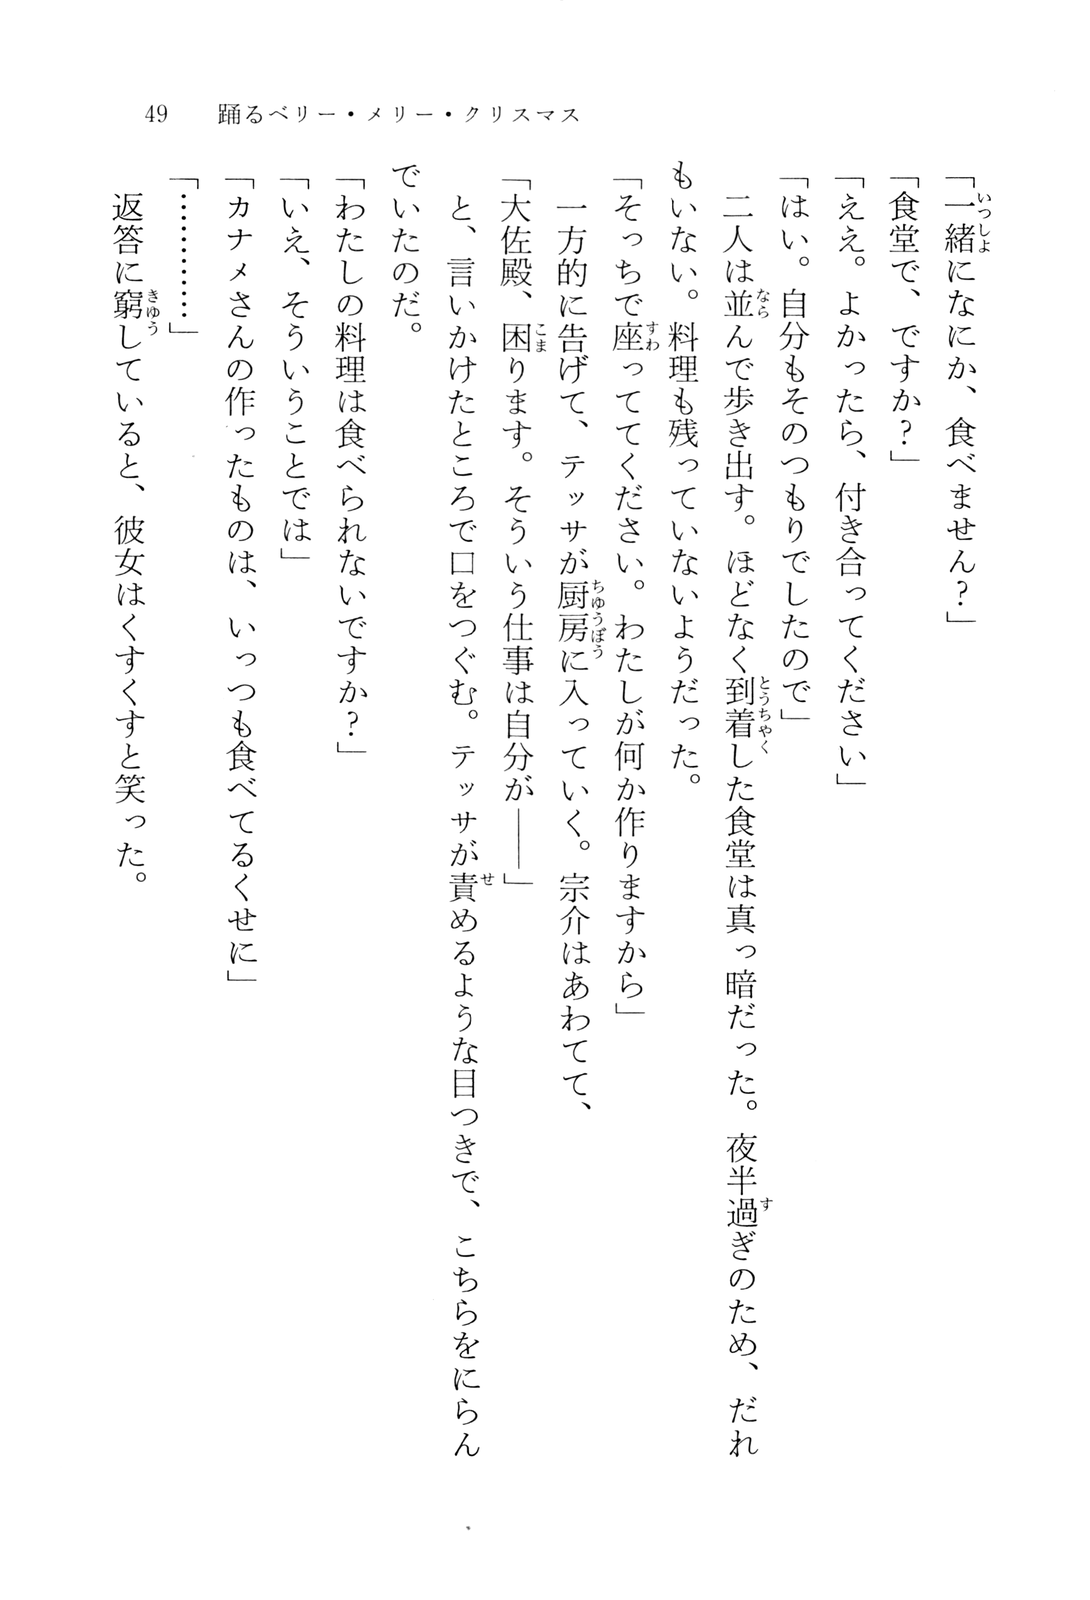 49　踊るベリー・メリー・クリスマス
「一緒になにか、食べません？」
「食堂で、ですか？」
「ええ。よかったら、付き合ってください」
「はい。自分もそのつもりでしたので」
　二人は並んで歩き出す。ほどなく到着した食堂は真っ暗だった。夜半過ぎのため、だれ
もいない。料理も残っていないようだった。
「そっちで座っててください。わたしが何か作りますから」
　一方的に告げて、テッサが厨房に入っていく。宗介はあわてて、
「大佐殿、困ります。そういう仕事は自分が――」
　と、言いかけたところで口をつぐむ。テッサが責めるような目つきで、こちらをにらん
でいたのだ。
「わたしの料理は食べられないですか？」
「いえ、そういうことでは」
「カナメさんの作ったものは、いっつも食べてるくせに」
「…………」
　返答に窮していると、彼女はくすくすと笑った。